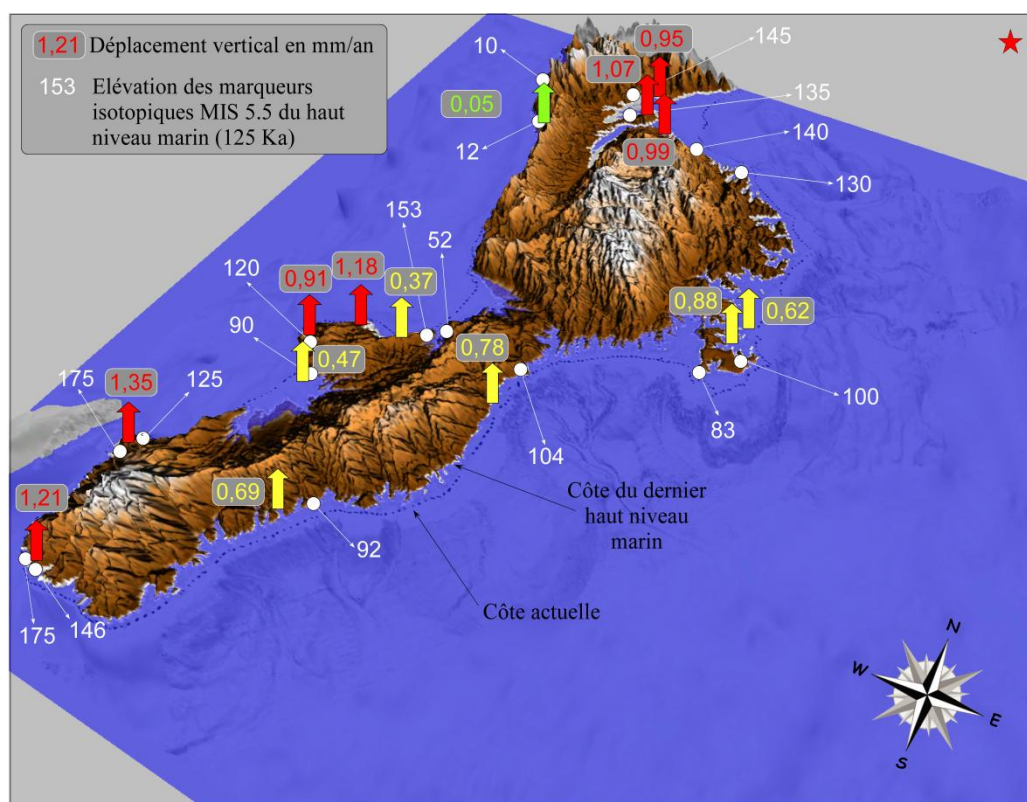 1,21 Déplacement vertical en mm/an
153 Elévation des marqueurs
isotopiques MIS 5.5 du haut
niveau marin (125 Ka)
10
0,95
145
1,07
0,05
135
12
0,99
140
130
153
52
120
0,91
1,18
0,37
90
0,88
0,62
0,47
0,78
175
1,35
125
100
83
104
0,69
1,21
92
Côte du dernier
haut niveau
marin
Côte actuelle
175
146
N
W
E
S